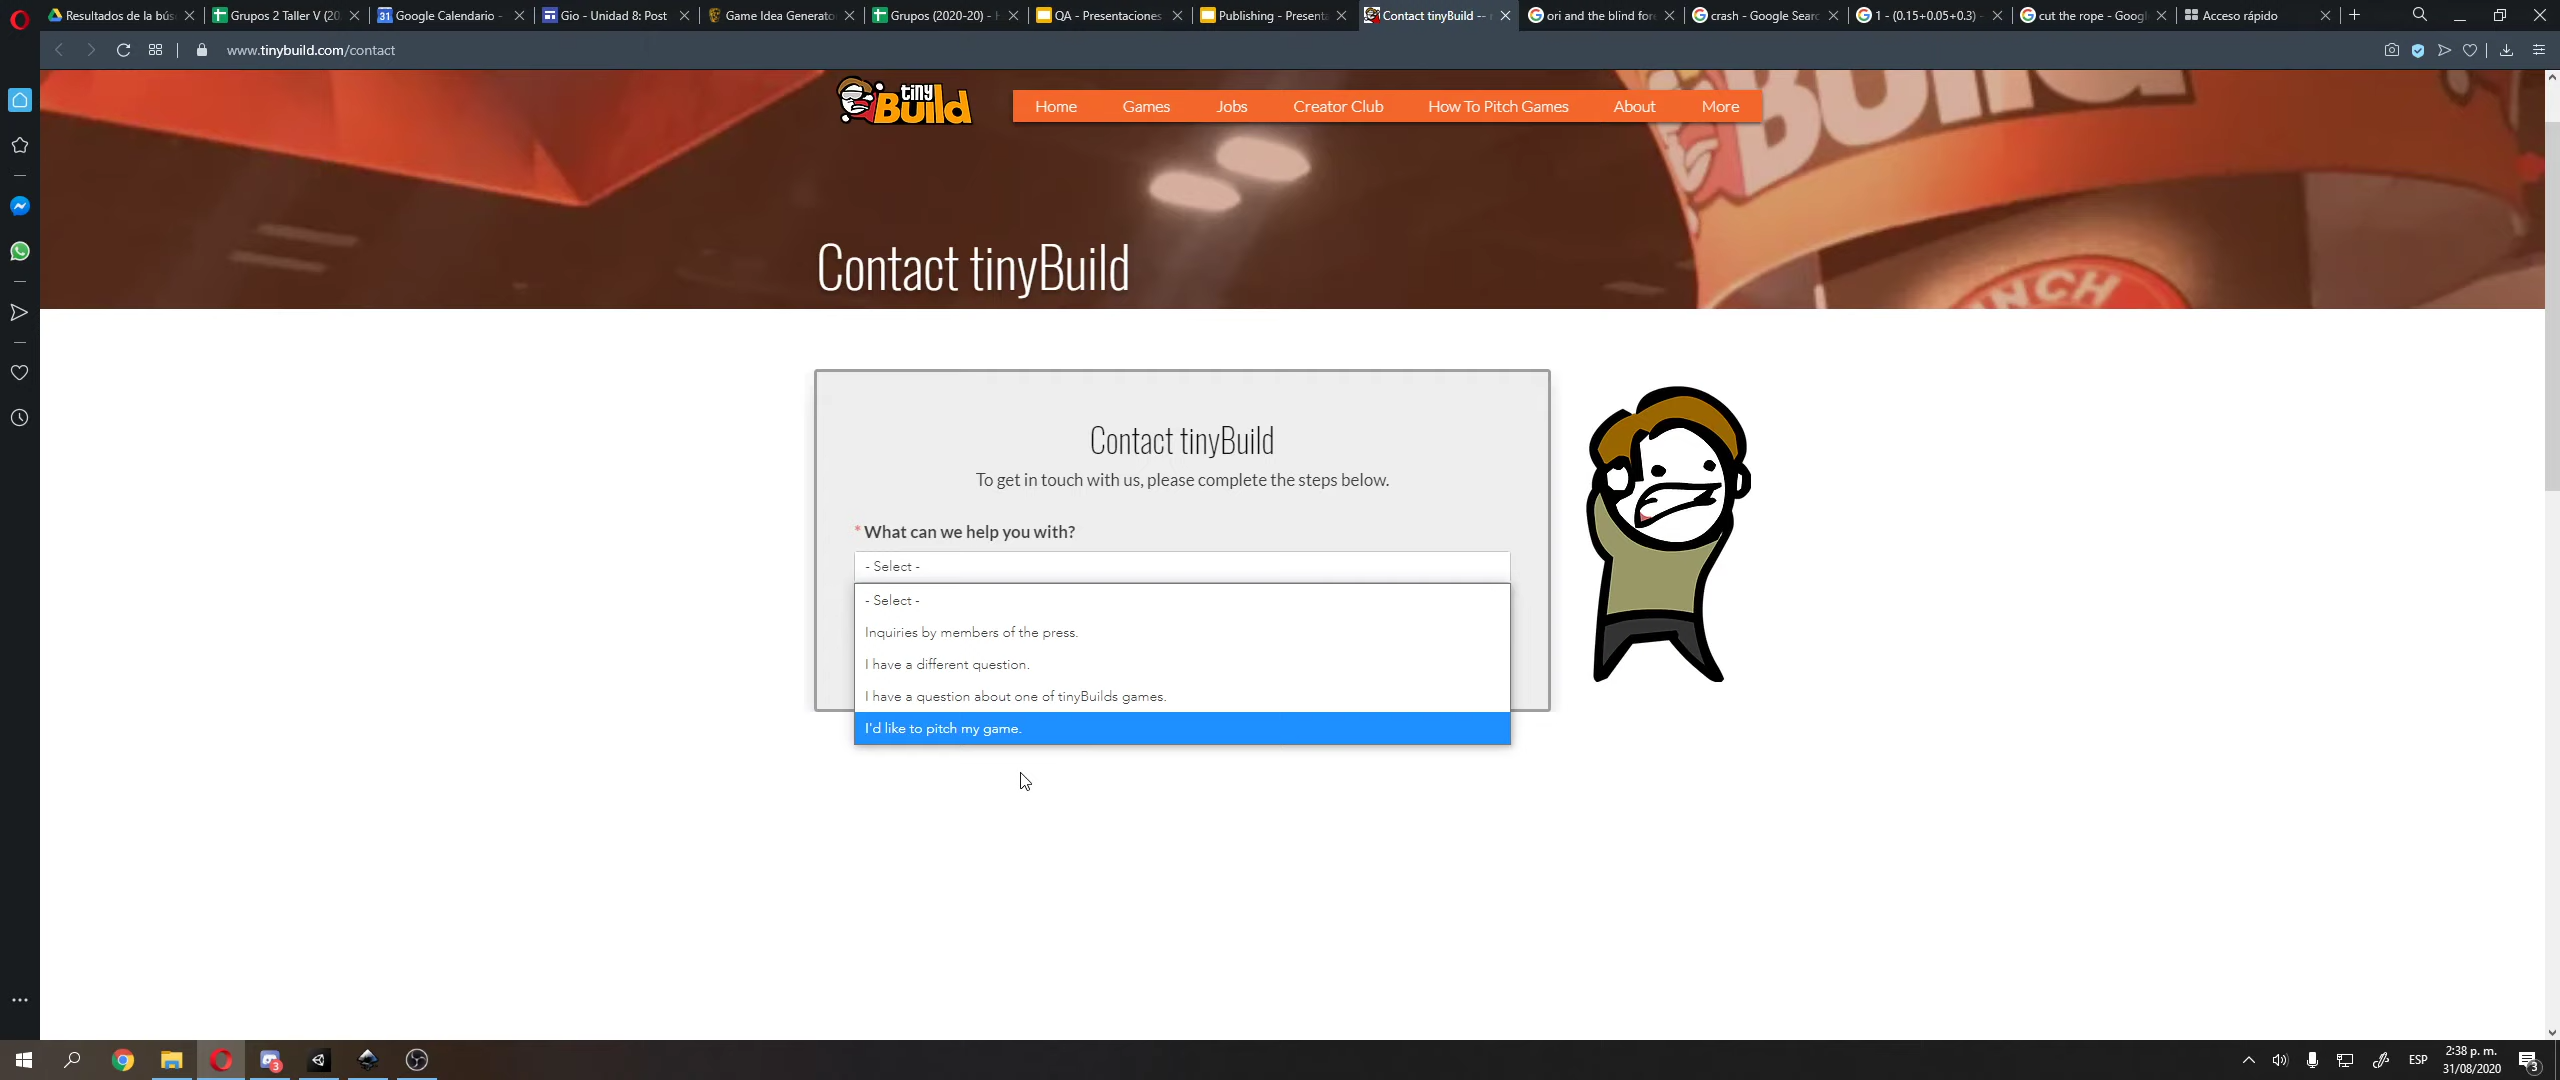 Resultados de la bús
Grupos 2 Taller V (20
31 Google Calendario -
Gio - Unidad 8: Post
Game Idea Generato
Grupos (2020-20) - H
QA - Presentaciones
Publishing - Present
Contact tinyBuild --
ori and the blind for
crash - Google Searc
1 - (0.15+0.05+0.3) -
cut the rope - Googl
Acceso rápido
www.tinybuild.com/contact
tiny Build
Home
Games
Jobs
Creator Club
How To Pitch Games
About
More
Build
Contact tinyBuild
Contact tinyBuild
To get in touch with us, please complete the steps below.
* What can we help you with?
- Select -
- Select -
Inquiries by members of the press.
I have a different question.
I have a question about one of tinyBuilds games.
I'd like to pitch my game.
3
ESP
2:38 p. m.
31/08/2020
3